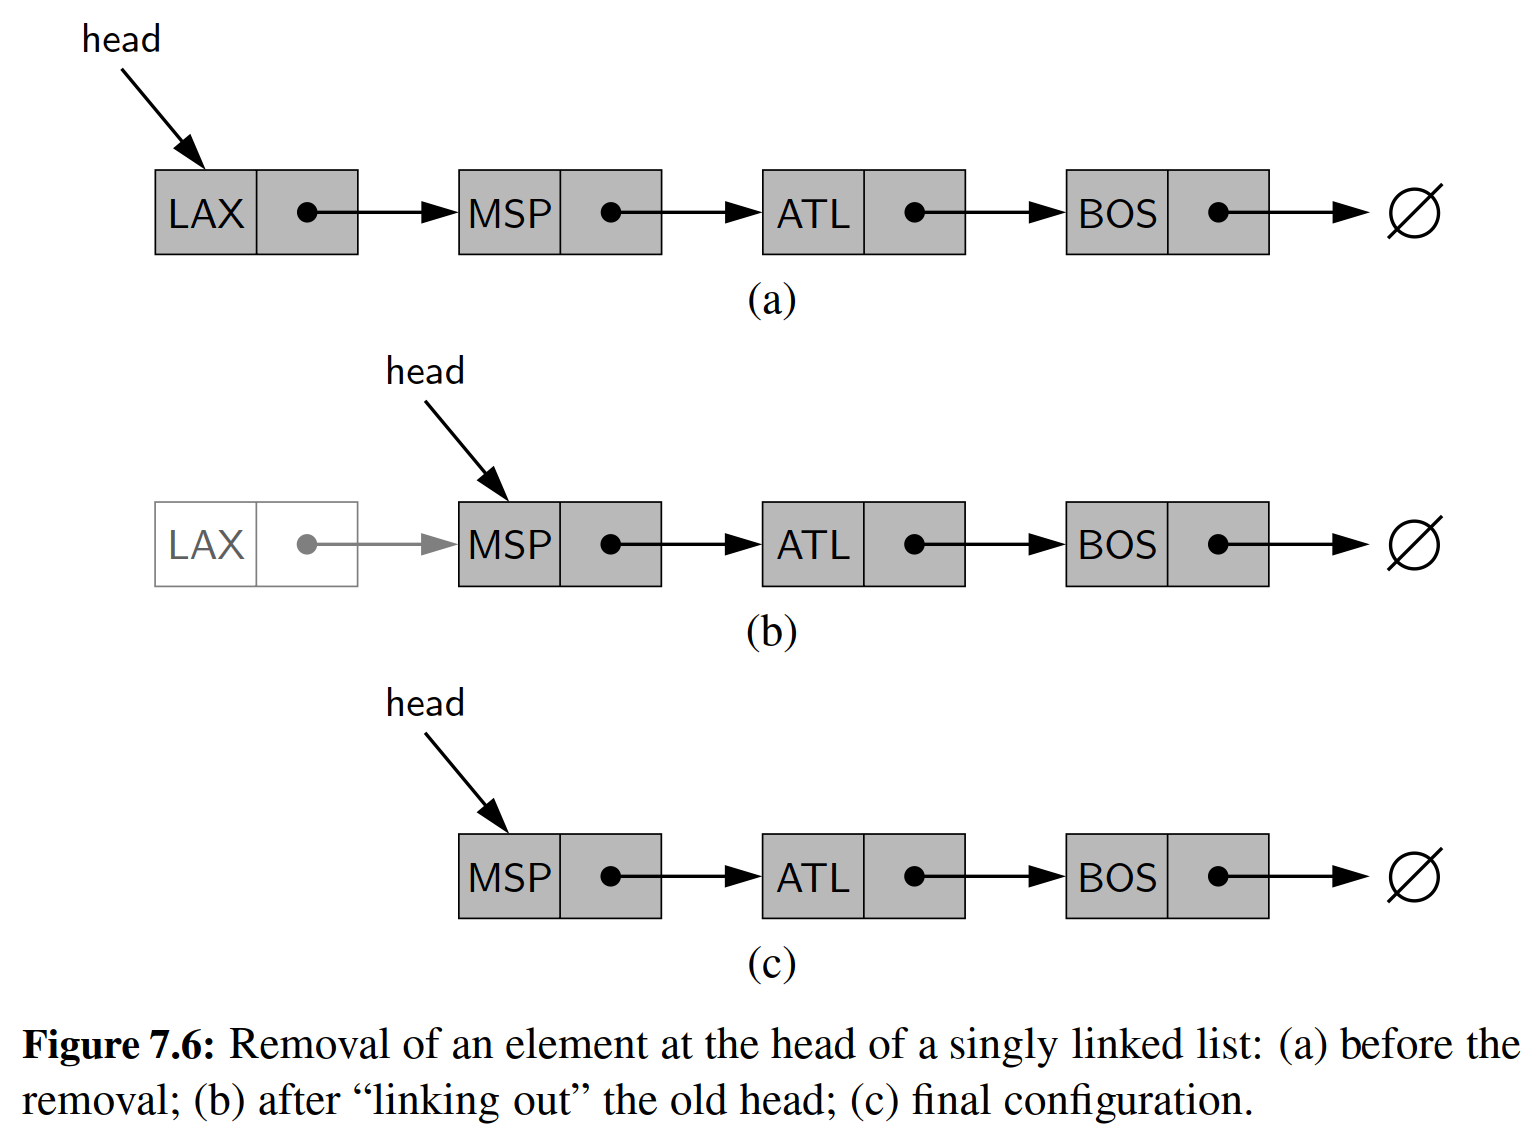 head
LAX MSP ATL BOS ∅
(a)
head
LAX MSP ATL BOS ∅
(b)
head
MSP ATL BOS ∅
(c)
Figure 7.6: Removal of an element at the head of a singly linked list: (a) before the
removal; (b) after “linking out” the old head; (c) final configuration.